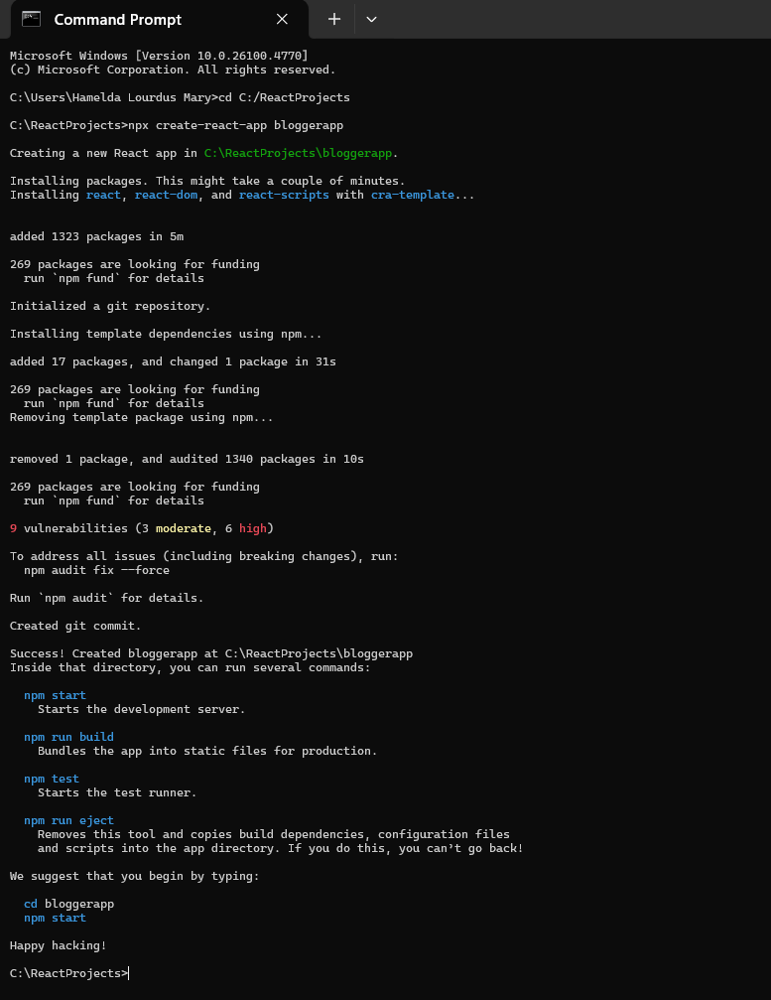 Command Prompt
Microsoft Windows [Version 10.0.26100.4770]
(c) Microsoft Corporation. All rights reserved.
C:\Users\Hamelda Lourdus Mary>cd C:/ReactProjects
C:\ReactProjects>npx create-react-app bloggerapp
Creating a new React app in C:\ReactProjects\bloggerapp.
Installing packages. This might take a couple of minutes.
Installing react, react-dom, and react-scripts with cra-template...
added 1323 packages in 5m
269 packages are looking for funding
  run `npm fund` for details
Initialized a git repository.
Installing template dependencies using npm...
added 17 packages, and changed 1 package in 31s
269 packages are looking for funding
  run `npm fund` for details
Removing template package using npm...
removed 1 package, and audited 1340 packages in 10s
269 packages are looking for funding
  run `npm fund` for details
9 vulnerabilities (3 moderate, 6 high)
To address all issues (including breaking changes), run:
  npm audit fix --force
Run `npm audit` for details.
Created git commit.
Success! Created bloggerapp at C:\ReactProjects\bloggerapp
Inside that directory, you can run several commands:
  npm start
    Starts the development server.
  npm run build
    Bundles the app into static files for production.
  npm test
    Starts the test runner.
  npm run eject
    Removes this tool and copies build dependencies, configuration files
    and scripts into the app directory. If you do this, you can’t go back!
We suggest that you begin by typing:
  cd bloggerapp
  npm start
Happy hacking!
C:\ReactProjects>